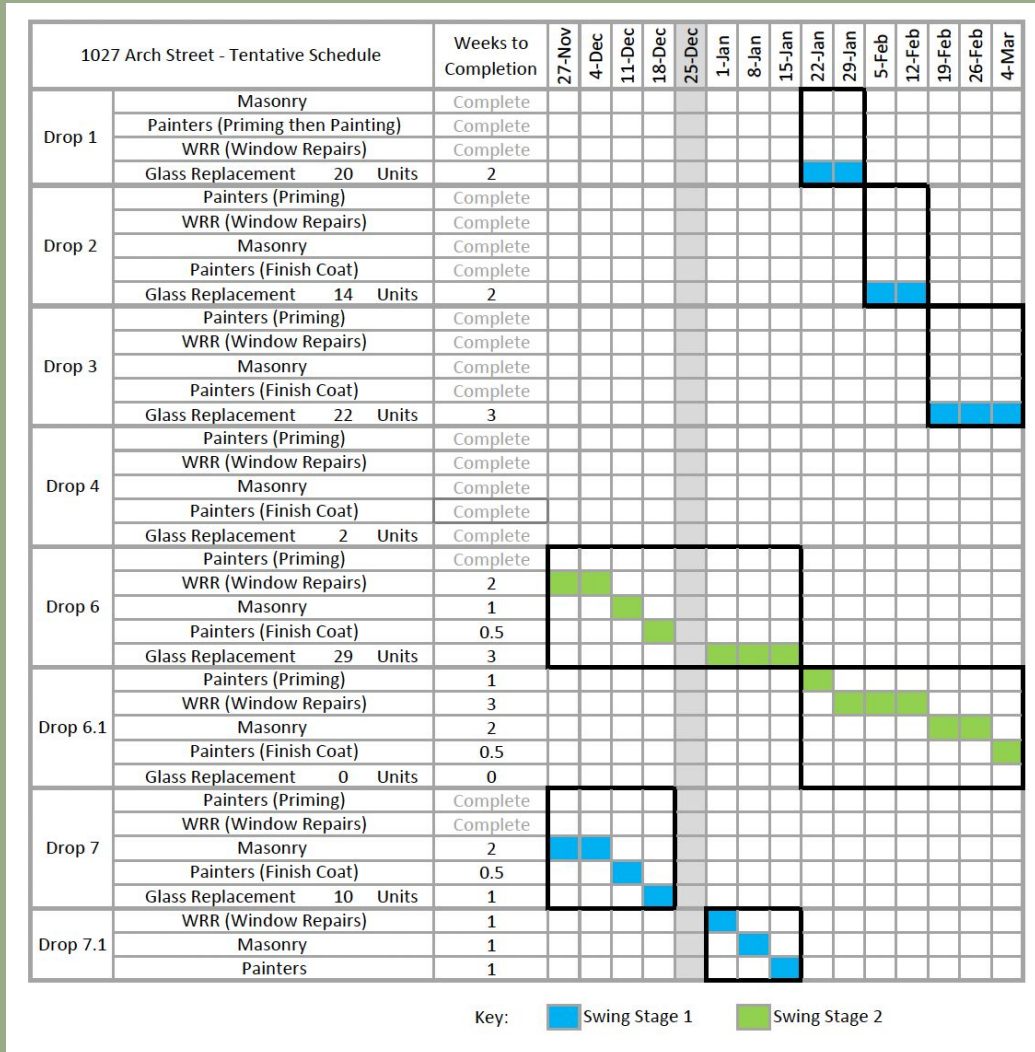 1027 Arch Street - Tentative Schedule Weeks to Completion 27-Nov 4-Dec 11-Dec 18-Dec 25-Dec 1-Jan 8-Jan 15-Jan 22-Jan 29-Jan 5-Feb 12-Feb 19-Feb 26-Feb 4-Mar
Drop 1
Masonry Complete
Painters (Priming then Painting) Complete
WRR (Window Repairs) Complete
Glass Replacement 20 Units 2
Drop 2
Painters (Priming) Complete
WRR (Window Repairs) Complete
Masonry Complete
Painters (Finish Coat) Complete
Glass Replacement 14 Units 2
Drop 3
Painters (Priming) Complete
WRR (Window Repairs) Complete
Masonry Complete
Painters (Finish Coat) Complete
Glass Replacement 22 Units 3
Drop 4
Painters (Priming) Complete
WRR (Window Repairs) Complete
Masonry Complete
Painters (Finish Coat) Complete
Glass Replacement 2 Units Complete
Drop 6
Painters (Priming) Complete
WRR (Window Repairs) 2
Masonry 1
Painters (Finish Coat) 0.5
Glass Replacement 29 Units 3
Drop 6.1
Painters (Priming) 1
WRR (Window Repairs) 3
Masonry 2
Painters (Finish Coat) 0.5
Glass Replacement 0 Units 0
Drop 7
Painters (Priming) Complete
WRR (Window Repairs) Complete
Masonry 2
Painters (Finish Coat) 0.5
Glass Replacement 10 Units 1
Drop 7.1
WRR (Window Repairs) 1
Masonry 1
Painters 1
Key: Swing Stage 1 Swing Stage 2